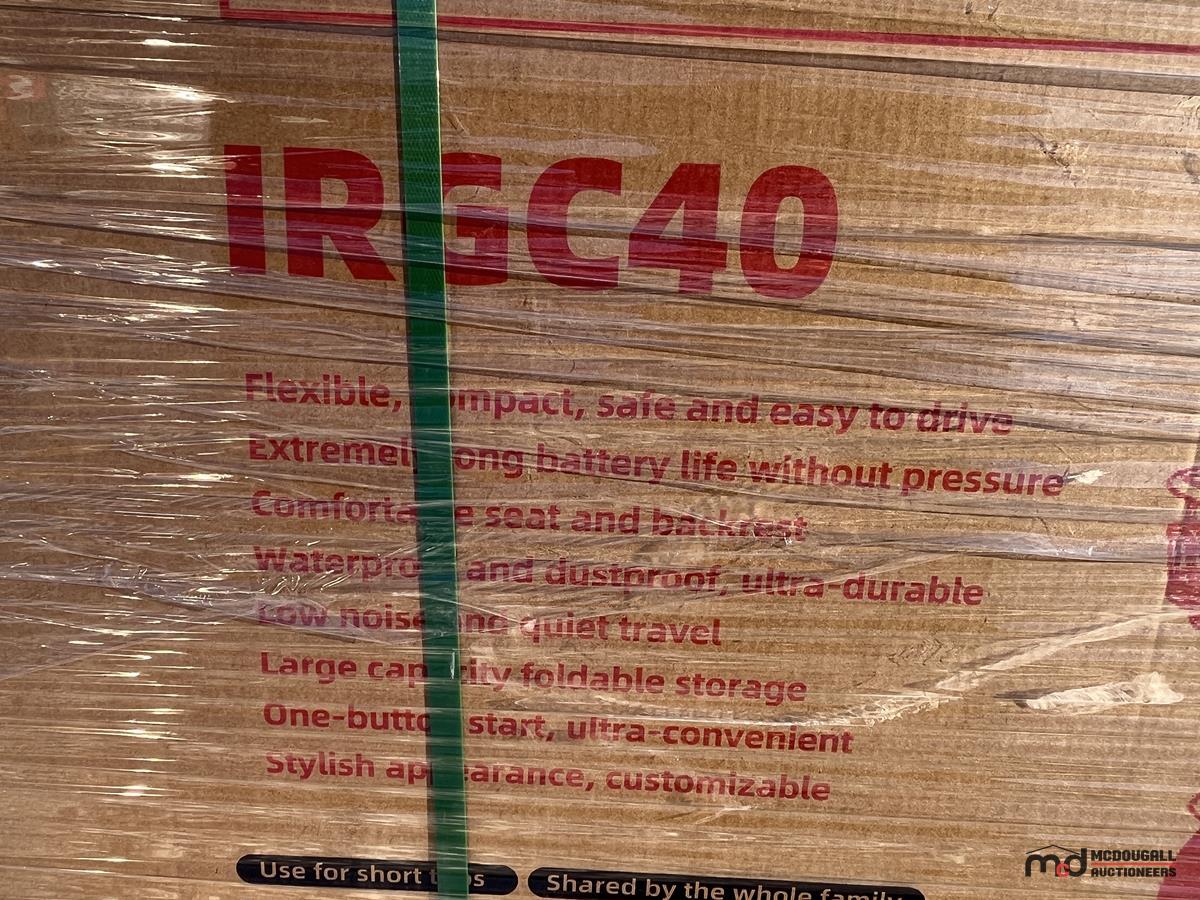 IRGC40
Flexible, compact, safe and easy to drive
Extremely long battery life without pressure
Comfortable seat and backrest
Waterproof and dustproof, ultra-durable
Low noise and quiet travel
Large capacity foldable storage
One-button start, ultra-convenient
Stylish appearance, customizable
Use for short trips
Shared by the whole family
md MCDOUGALL
AUCTIONEERS